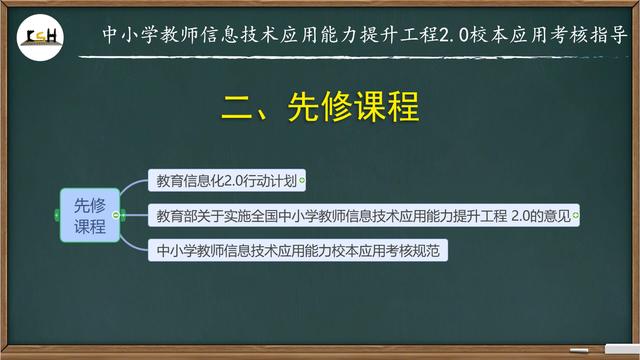 中小学教师信息技术应用能力提升工程2.0校本应用考核指导
二、先修课程
教育信息化2.0行动计划
先修
课程
教育部关于实施全国中小学教师信息技术应用能力提升工程 2.0的意见
中小学教师信息技术应用能力校本应用考核规范